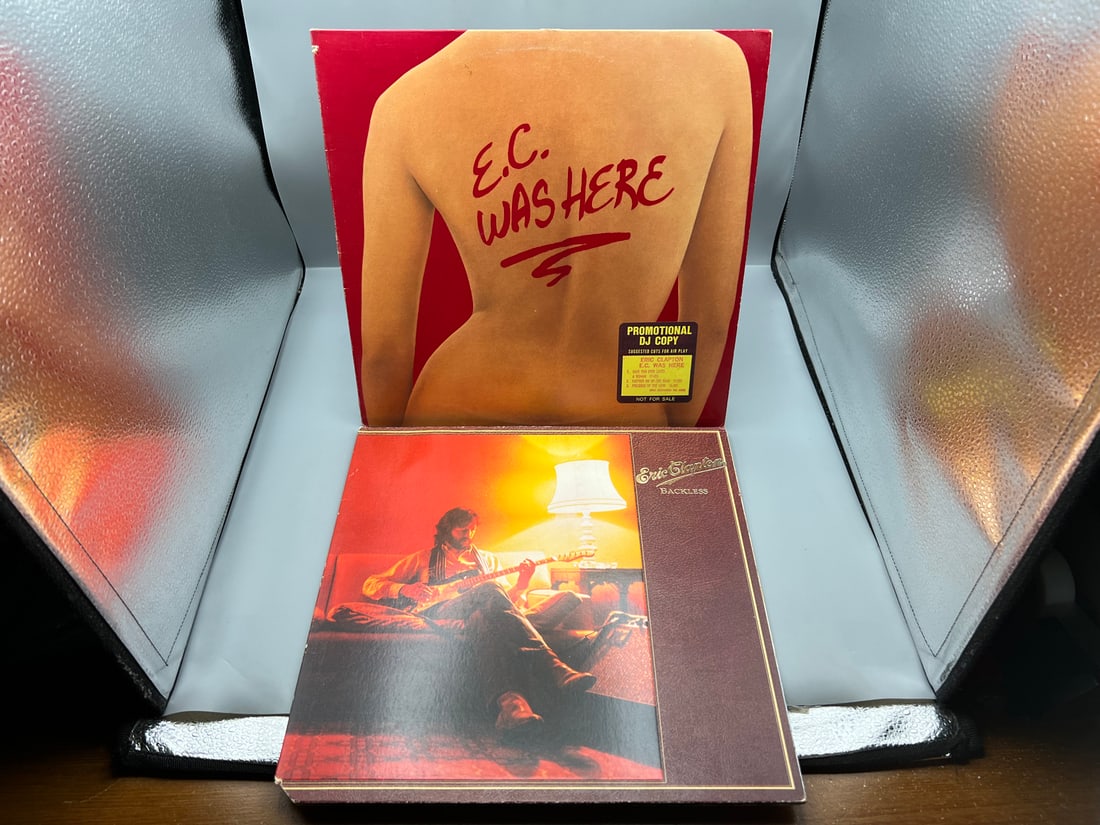 E.C.
WAS HERE
PROMOTIONAL
DJ COPY
SUGGESTED CUTS FOR AIR PLAY
ERIC CLAPTON
E.C. WAS HERE
NOT FOR SALE
Eric Clapton
BACKLESS